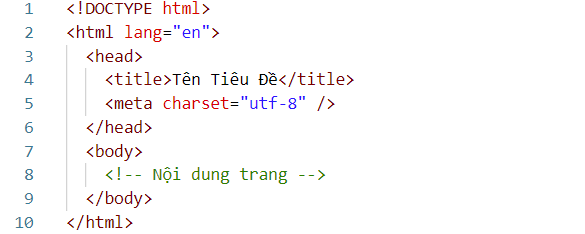 1 <!DOCTYPE html>
2 <html lang="en">
3 <head>
4 <title>Tên Tiêu Đề</title>
5 <meta charset="utf-8" />
6 </head>
7 <body>
8 <!-- Nội dung trang -->
9 </body>
10 </html>